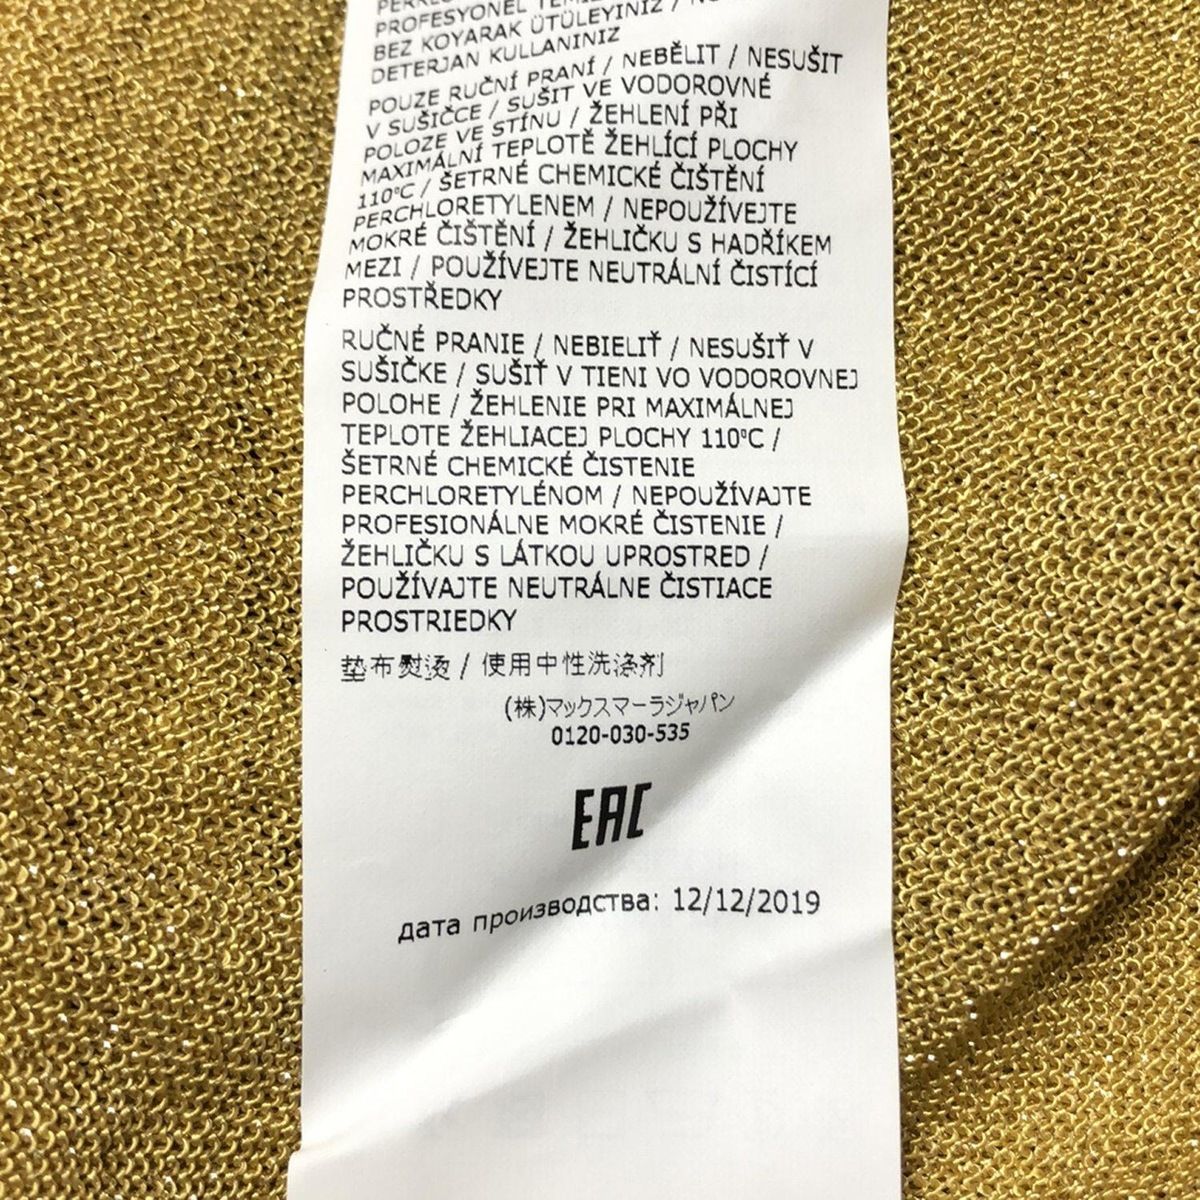 PROFESYONEL
BEZ KOYARAK ÜTÜLEYİNİZ /
DETERJAN KULLANINIZ
POUZE RUČNÍ PRANÍ / NEBĚLIT / NESUŠIT
V SUŠIČCE / SUŠIT VE VODOROVNÉ
POLOZE VE STÍNU / ŽEHLENÍ PŘI
MAXIMÁLNÍ TEPLOTĚ ŽEHLÍCÍ PLOCHY
110°C / ŠETRNÉ CHEMICKÉ ČIŠTĚNÍ
PERCHLORETYLENEM / NEPOUŽÍVEJTE
MOKRÉ ČIŠTĚNÍ / ŽEHLIČKU S HADŘÍKEM
MEZI / POUŽÍVEJTE NEUTRÁLNÍ ČISTÍCÍ
PROSTŘEDKY
RUČNÉ PRANIE / NEBIELIŤ / NESUŠIŤ V
SUŠIČKE / SUŠIŤ V TIENI VO VODOROVNEJ
POLOHE / ŽEHLENIE PRI MAXIMÁLNEJ
TEPLOTE ŽEHLIACEJ PLOCHY 110°C /
ŠETRNÉ CHEMICKÉ ČISTENIE
PERCHLORETYLÉNOM / NEPOUŽÍVAJTE
PROFESIONÁLNE MOKRÉ ČISTENIE /
ŽEHLIČKU S LÁTKOU UPROSTRED /
POUŽÍVAJTE NEUTRÁLNE ČISTIACE
PROSTRIEDKY
垫布熨烫 / 使用中性洗涤剂
(株)マックスマーラジャパン
0120-030-535
EAC
дата производства: 12/12/2019